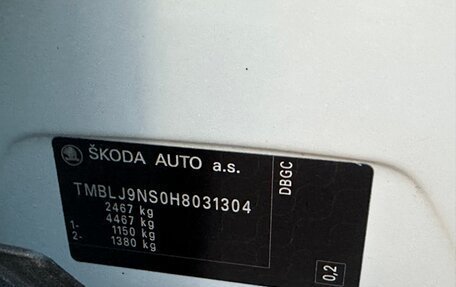 ŠKODA AUTO a.s.
TMBLJ9NS0H8031304
2467 kg
4467 kg
1- 1150 kg
2- 1380 kg
DBGC
0,2